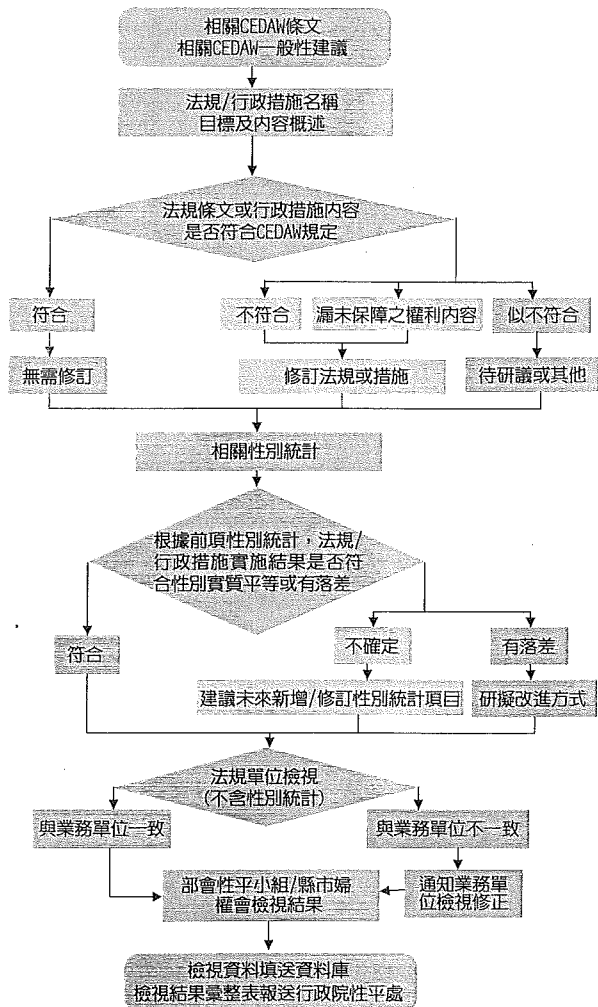 相關CEDAW條文
相關CEDAW一般性建議
法規/行政措施名稱
目標及內容概述
法規條文或行政措施內容
是否符合CEDAW規定
符合
不符合
漏未保障之權利內容
似不符合
無需修訂
修訂法規或措施
待研議或其他
相關性別統計
根據前項性別統計，法規/
行政措施實施結果是否符
合性別實質平等或有落差
符合
不確定
有落差
建議未來新增/修訂性別統計項目
研擬改進方式
法規單位檢視
(不含性別統計)
與業務單位一致
與業務單位不一致
部會性平小組/縣市婦
權會檢視結果
通知業務單
位檢視修正
檢視資料填送資料庫
檢視結果彙整表報送行政院性平處